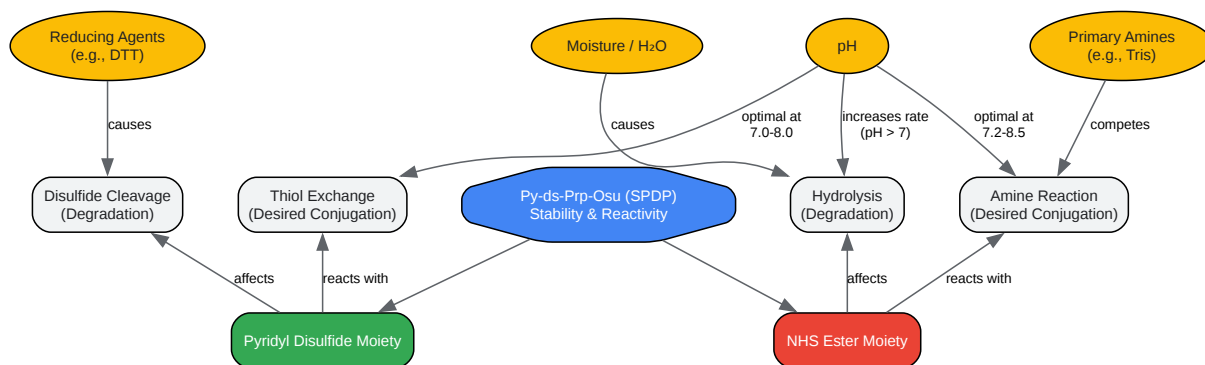 Reducing Agents
(e.g., DTT)
Moisture / H₂O
pH
Primary Amines
(e.g., Tris)
causes
causes
optimal at
7.0-8.0
increases rate
(pH > 7)
optimal at
7.2-8.5
competes
Disulfide Cleavage
(Degradation)
Thiol Exchange
(Desired Conjugation)
Py-ds-Prp-Osu (SPDP)
Stability & Reactivity
Hydrolysis
(Degradation)
Amine Reaction
(Desired Conjugation)
affects
reacts with
affects
reacts with
Pyridyl Disulfide Moiety
NHS Ester Moiety